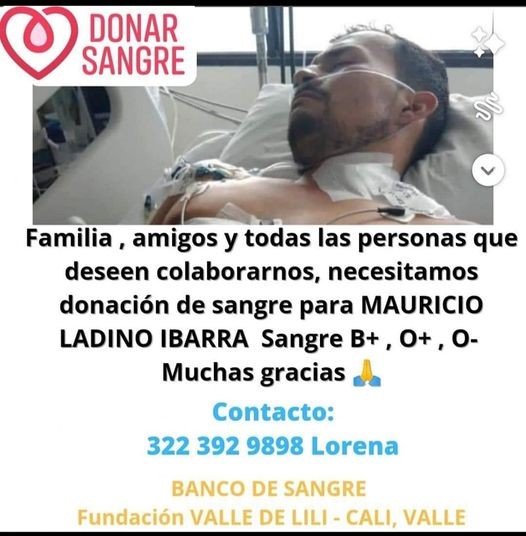 DONAR
SANGRE
Familia , amigos y todas las personas que
deseen colaborarnos, necesitamos
donación de sangre para MAURICIO
LADINO IBARRA Sangre B+ , O+ , O-
Muchas gracias 🙏
Contacto:
322 392 9898 Lorena
BANCO DE SANGRE
Fundación VALLE DE LILI - CALI, VALLE